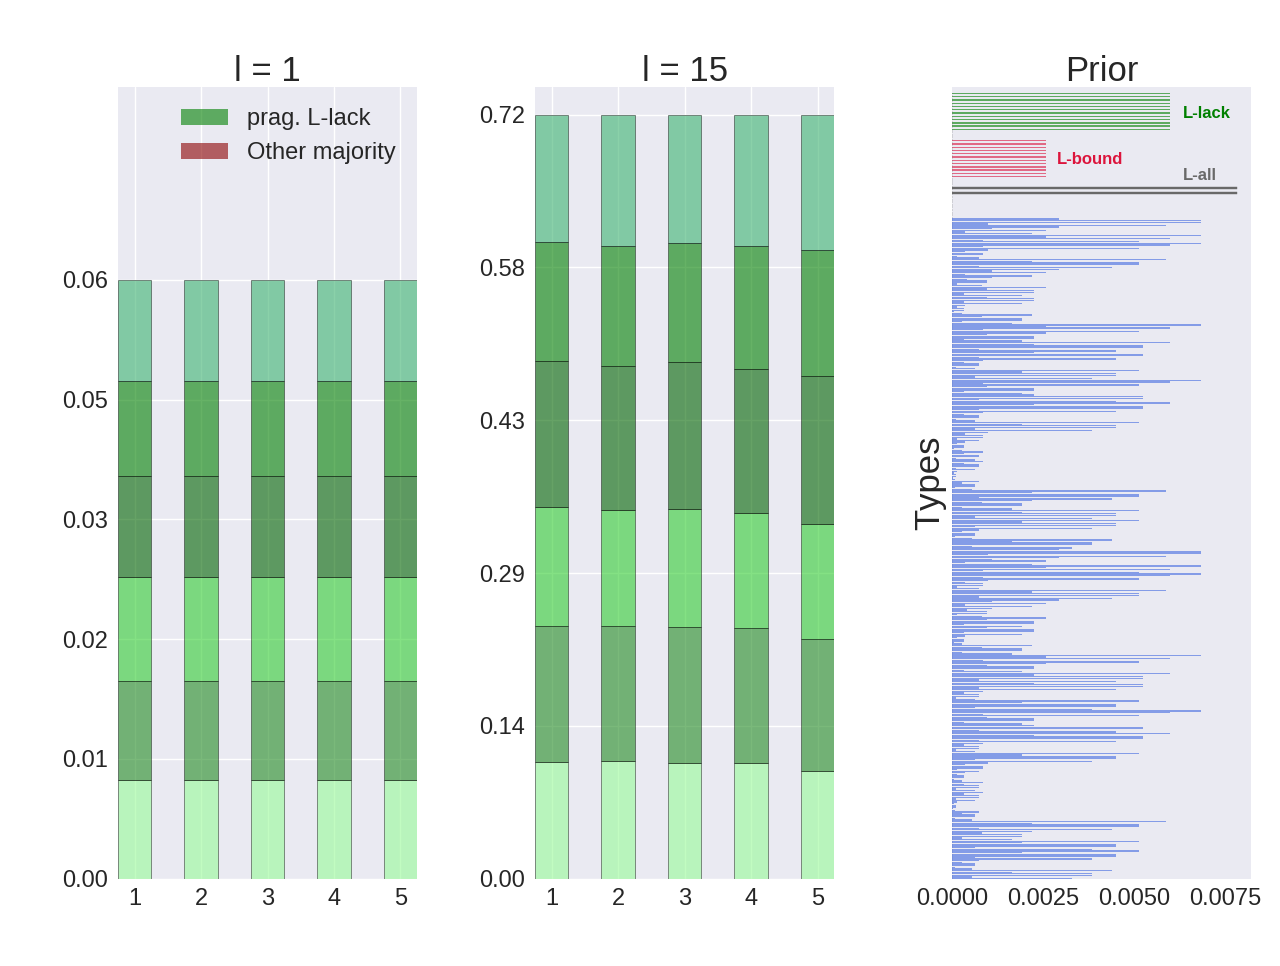 l = 1
l = 15
Prior
prag. L-lack
Other majority
L-lack
L-bound
L-all
Types
0.06
0.05
0.03
0.02
0.01
0.00
1 2 3 4 5
0.72
0.58
0.43
0.29
0.14
0.00
1 2 3 4 5
0.0000 0.0025 0.0050 0.0075